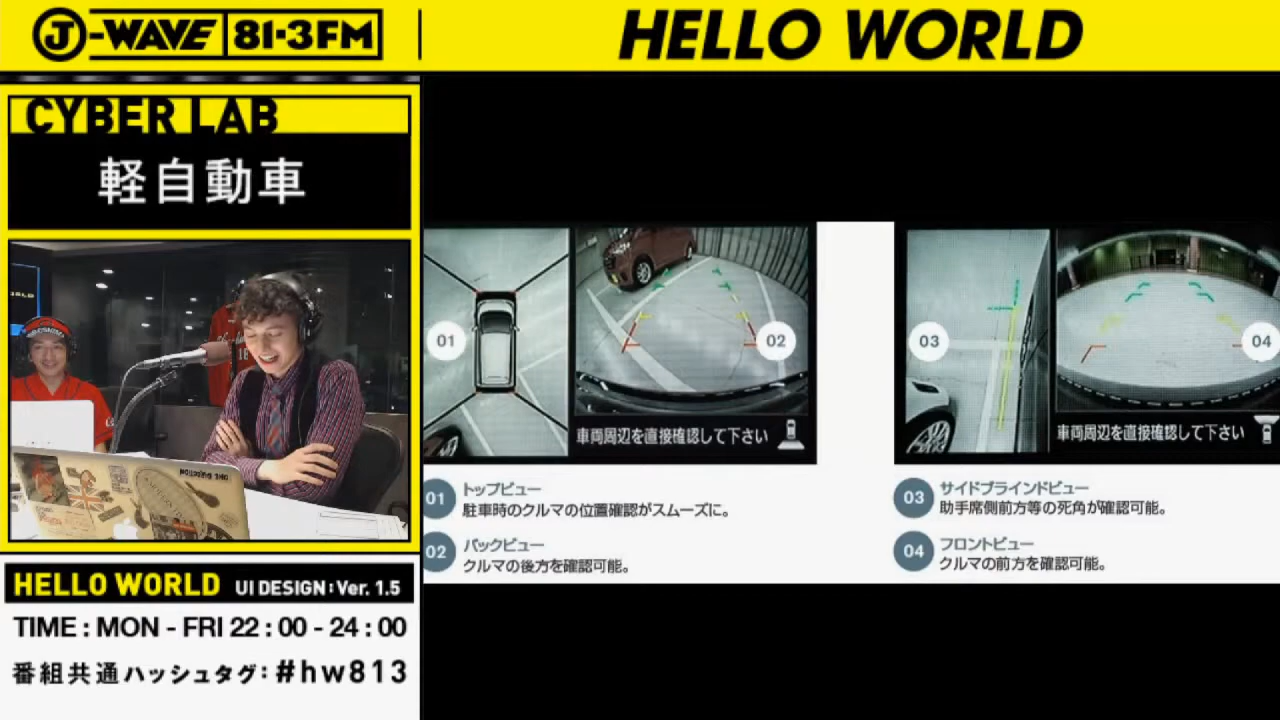 J-WAVE 81.3FM
HELLO WORLD
CYBER LAB
軽自動車
18
ONE QUESTION
HELLO WORLD UI DESIGN:Ver. 1.5
TIME : MON - FRI 22 : 00 - 24 : 00
番組共通ハッシュタグ:#hw813
01
02
車両周辺を直接確認して下さい
03
04
車両周辺を直接確認して下さい
01 トップビュー
駐車時のクルマの位置確認がスムーズに。
02 バックビュー
クルマの後方を確認可能。
03 サイドブラインドビュー
助手席側前方等の死角が確認可能。
04 フロントビュー
クルマの前方を確認可能。